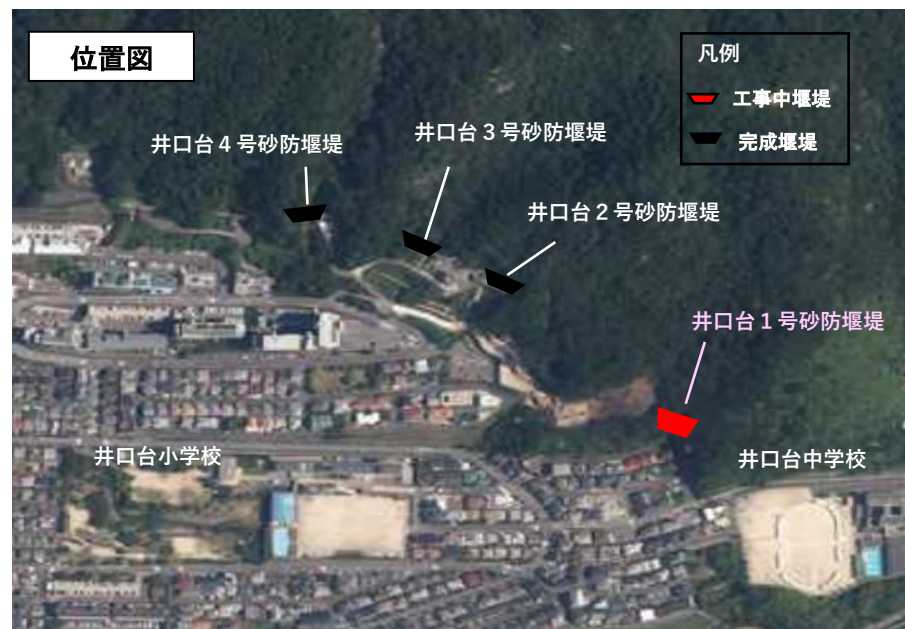 位置図
凡例
工事中堰堤
完成堰堤
井口台４号砂防堰堤
井口台３号砂防堰堤
井口台２号砂防堰堤
井口台１号砂防堰堤
井口台小学校
井口台中学校